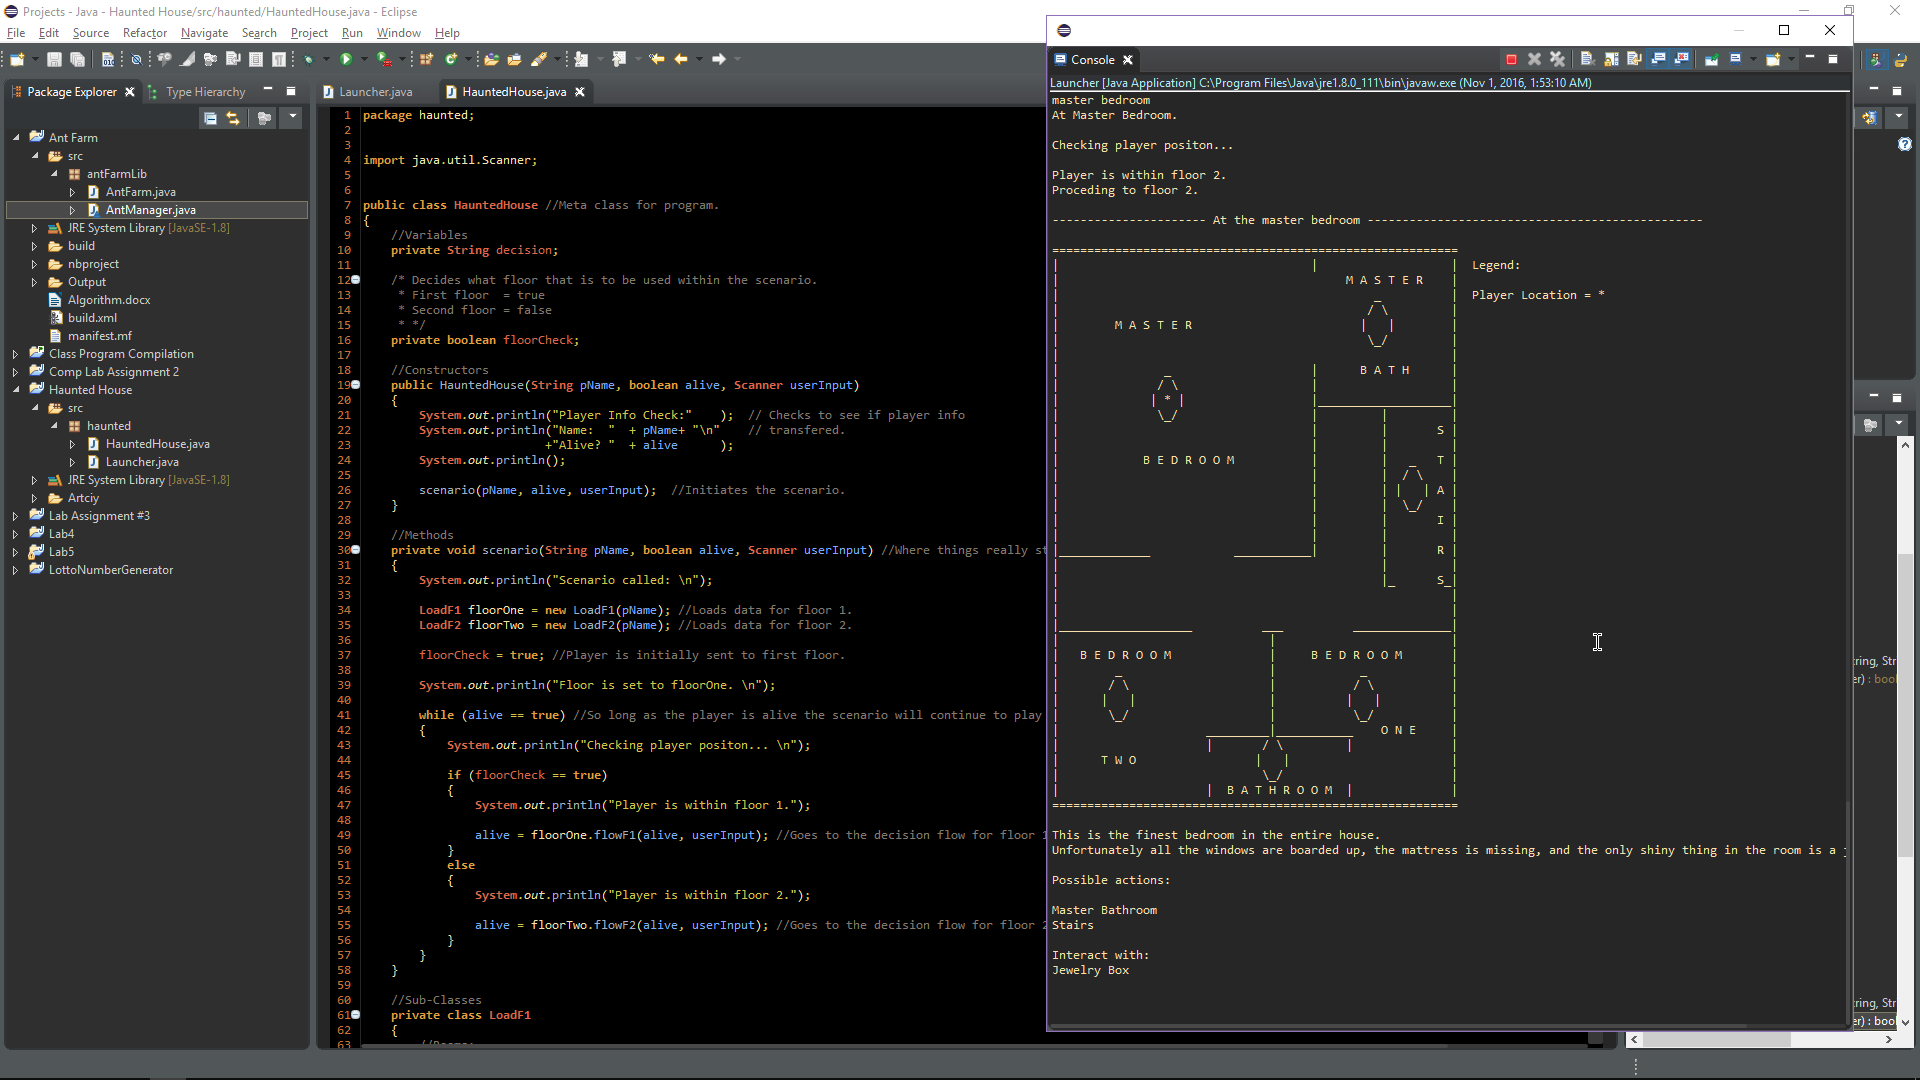 Projects - Java - Haunted House/src/haunted/HauntedHouse.java - Eclipse
File Edit Source Refactor Navigate Search Project Run Window Help
Package Explorer
Type Hierarchy
Ant Farm
src
antFarmLib
AntFarm.java
AntManager.java
JRE System Library [JavaSE-1.8]
build
nbproject
Output
Algorithm.docx
build.xml
manifest.mf
Class Program Compilation
Comp Lab Assignment 2
Haunted House
src
haunted
HauntedHouse.java
Launcher.java
JRE System Library [JavaSE-1.8]
Artciy
Lab Assignment #3
Lab4
Lab5
LottoNumberGenerator
Launcher.java
HauntedHouse.java
1 package haunted;
2
3
4 import java.util.Scanner;
5
6
7 public class HauntedHouse //Meta class for program.
8 {
9 //Variables
10 private String decision;
11
12 /* Decides what floor that is to be used within the scenario.
13 * First floor = true
14 * Second floor = false
15 * */
16 private boolean floorCheck;
17
18 //Constructors
19 public HauntedHouse(String pName, boolean alive, Scanner userInput)
20 {
21 System.out.println("Player Info Check:" ); // Checks to see if player info
22 System.out.println("Name: " + pName+ "\n" // transfered.
23 +"Alive? " + alive );
24 System.out.println();
25
26 scenario(pName, alive, userInput); //Initiates the scenario.
27 }
28
29 //Methods
30 private void scenario(String pName, boolean alive, Scanner userInput) //Where things really st
31 {
32 System.out.println("Scenario called: \n");
33
34 LoadF1 floorOne = new LoadF1(pName); //Loads data for floor 1.
35 LoadF2 floorTwo = new LoadF2(pName); //Loads data for floor 2.
36
37 floorCheck = true; //Player is initially sent to first floor.
38
39 System.out.println("Floor is set to floorOne. \n");
40
41 while (alive == true) //So long as the player is alive the scenario will continue to play
42 {
43 System.out.println("Checking player positon... \n");
44
45 if (floorCheck == true)
46 {
47 System.out.println("Player is within floor 1.");
48
49 alive = floorOne.flowF1(alive, userInput); //Goes to the decision flow for floor 1
50 }
51 else
52 {
53 System.out.println("Player is within floor 2.");
54
55 alive = floorTwo.flowF2(alive, userInput); //Goes to the decision flow for floor 2
56 }
57 }
58 }
59
60 //Sub-Classes
61 private class LoadF1
62 {
63
Console
Launcher [Java Application] C:\Program Files\Java\jre1.8.0_111\bin\javaw.exe (Nov 1, 2016, 1:53:10 AM)
master bedroom
At Master Bedroom.
Checking player positon...
Player is within floor 2.
Proceding to floor 2.
---------------------- At the master bedroom ------------------------------------------------
Legend:
M A S T E R
Player Location = *
M A S T E R
B A T H
*
B E D R O O M
S
T
A
I
R
S
B E D R O O M
B E D R O O M
O N E
T W O
B A T H R O O M
This is the finest bedroom in the entire house.
Unfortunately all the windows are boarded up, the mattress is missing, and the only shiny thing in the room is a
Possible actions:
Master Bathroom
Stairs
Interact with:
Jewelry Box
ring, Str
er) : bool
ring, Str
er) : bool